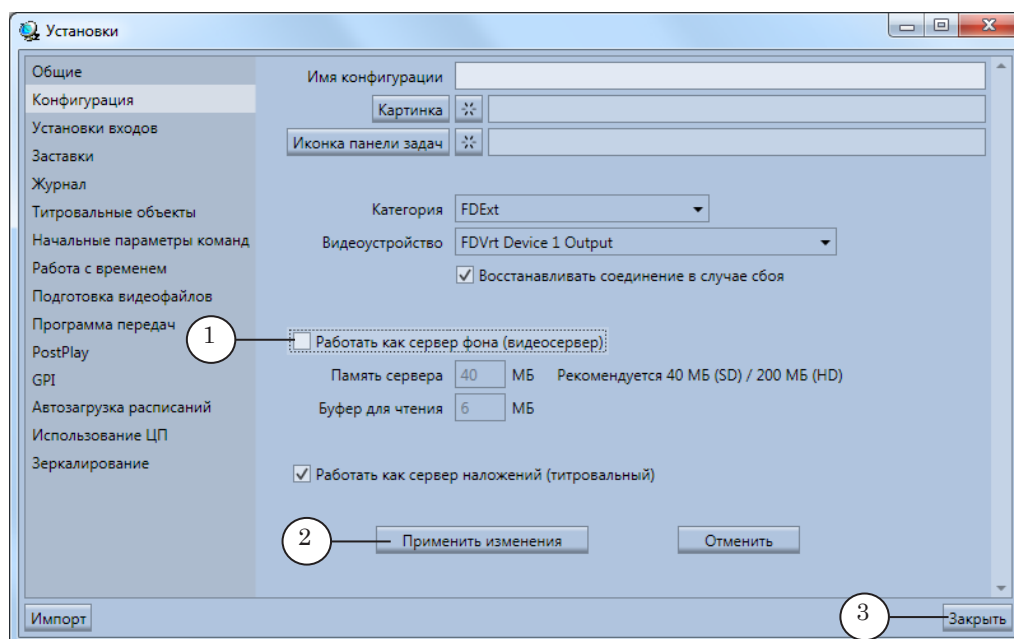 Установки
Общие
Конфигурация
Установки входов
Заставки
Журнал
Титровальные объекты
Начальные параметры команд
Работа с временем
Подготовка видеофайлов
Программа передач
PostPlay
GPI
Автозагрузка расписаний
Использование ЦП
Зеркалирование
Имя конфигурации
Картинка
Иконка панели задач
Категория FDExt
Видеоустройство FDVrt Device 1 Output
Восстанавливать соединение в случае сбоя
1 Работать как сервер фона (видеосервер)
Память сервера 40 МБ Рекомендуется 40 МБ (SD) / 200 МБ (HD)
Буфер для чтения 6 МБ
Работать как сервер наложений (титровальный)
2 Применить изменения Отменить
Импорт 3 Закрыть